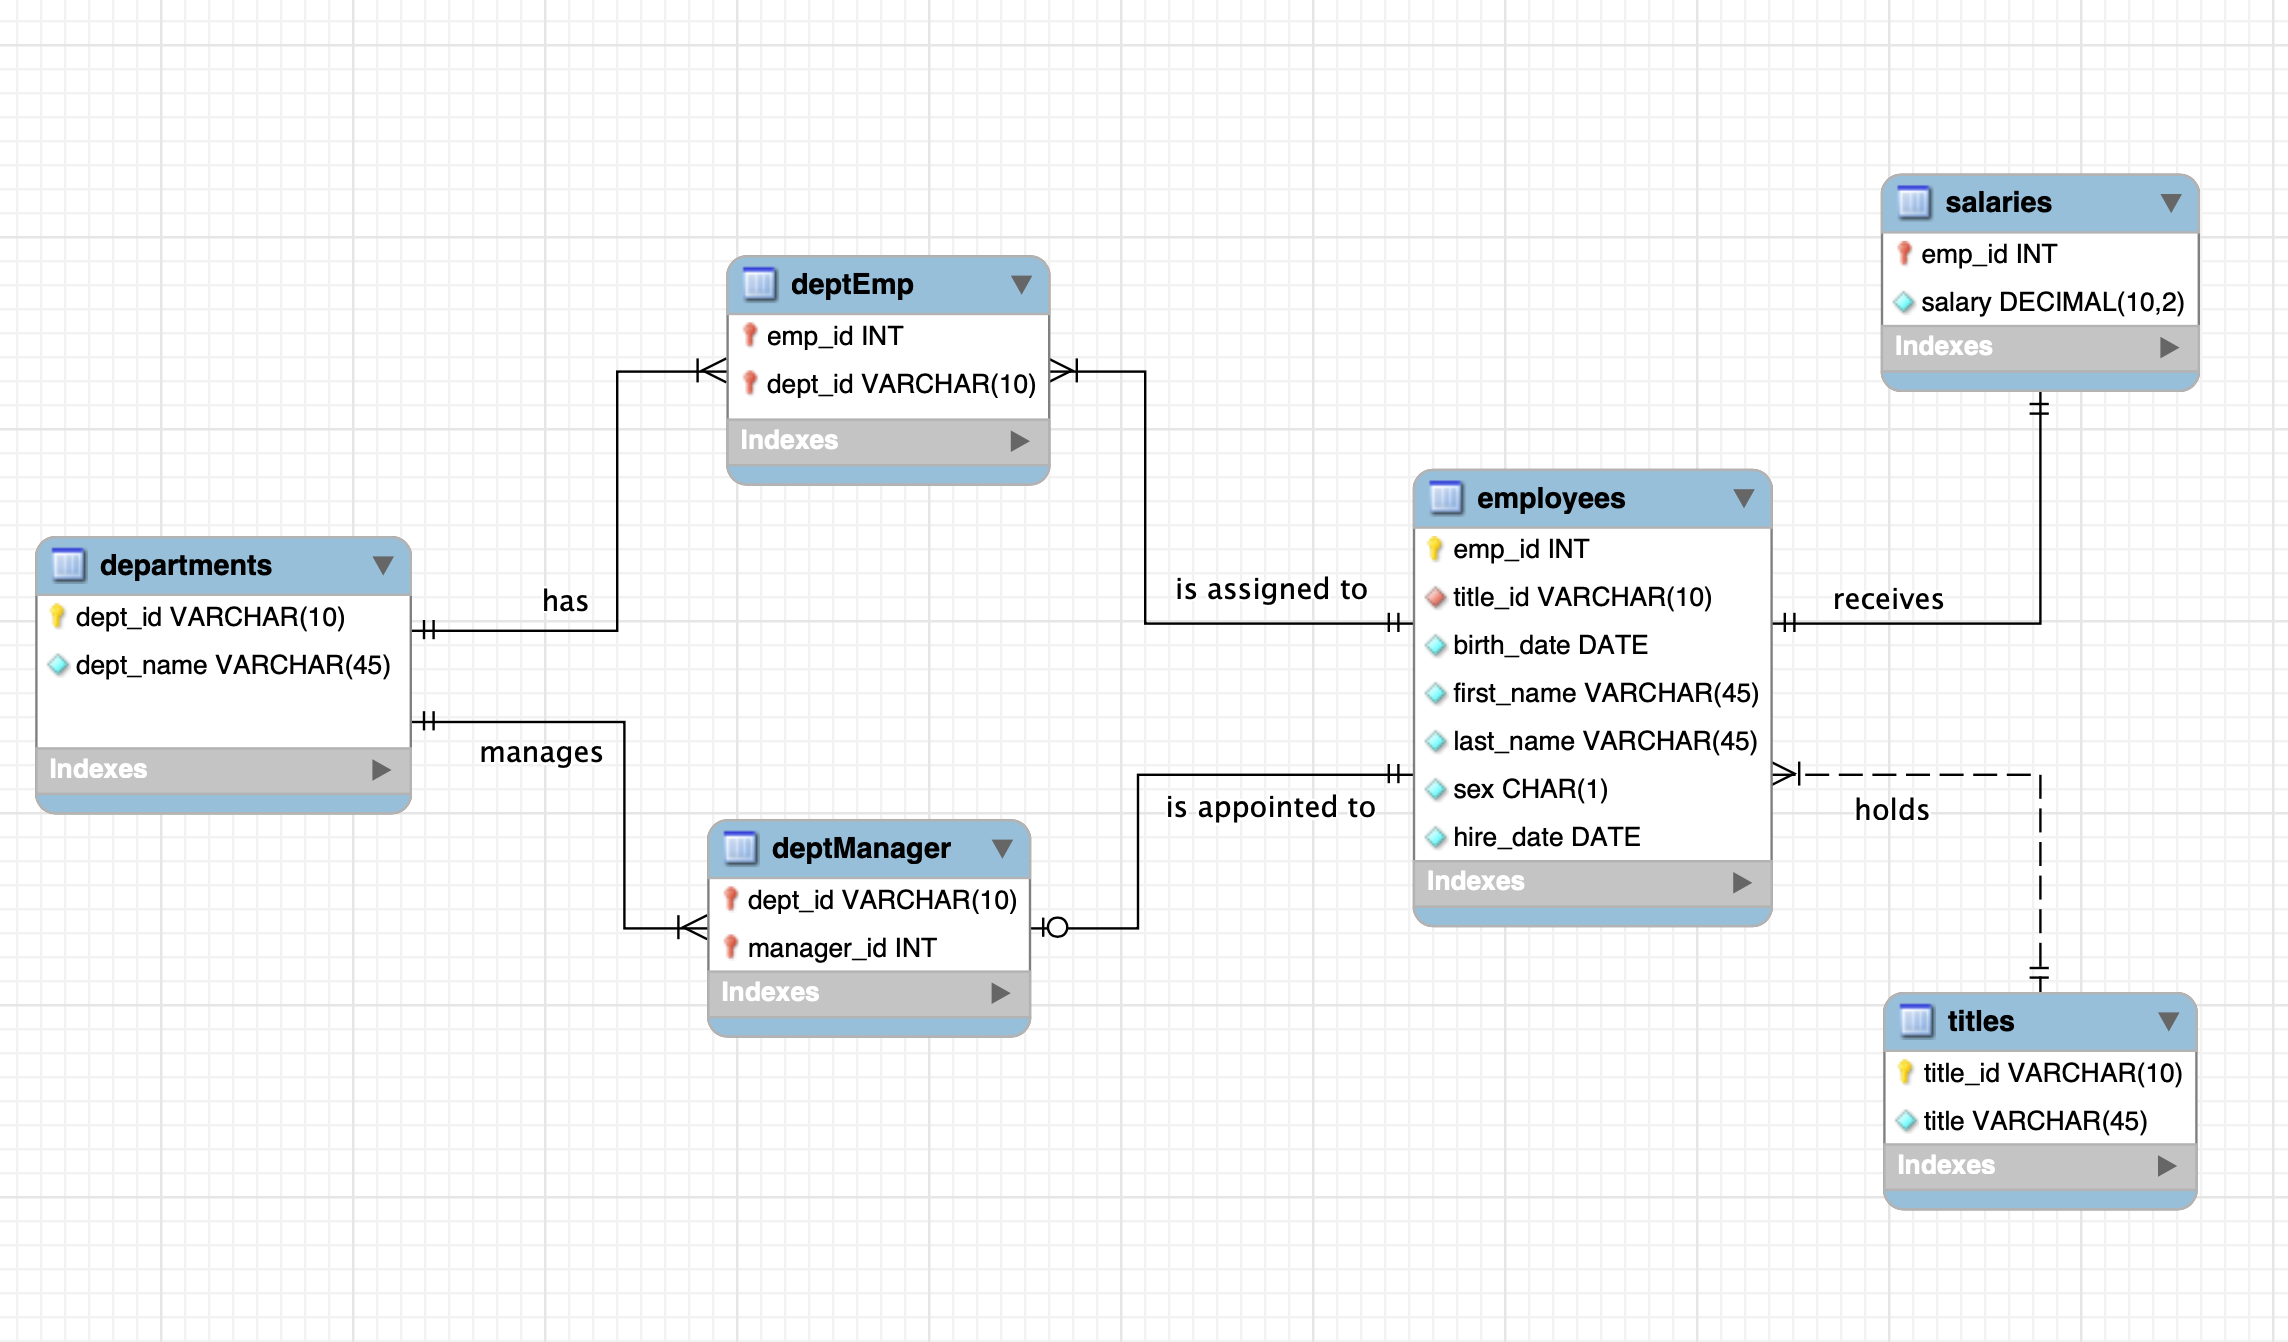 salaries
emp_id INT
salary DECIMAL(10,2)
Indexes
deptEmp
emp_id INT
dept_id VARCHAR(10)
Indexes
employees
emp_id INT
title_id VARCHAR(10)
birth_date DATE
first_name VARCHAR(45)
last_name VARCHAR(45)
sex CHAR(1)
hire_date DATE
Indexes
departments
dept_id VARCHAR(10)
dept_name VARCHAR(45)
Indexes
has
is assigned to
receives
manages
is appointed to
holds
deptManager
dept_id VARCHAR(10)
manager_id INT
Indexes
titles
title_id VARCHAR(10)
title VARCHAR(45)
Indexes